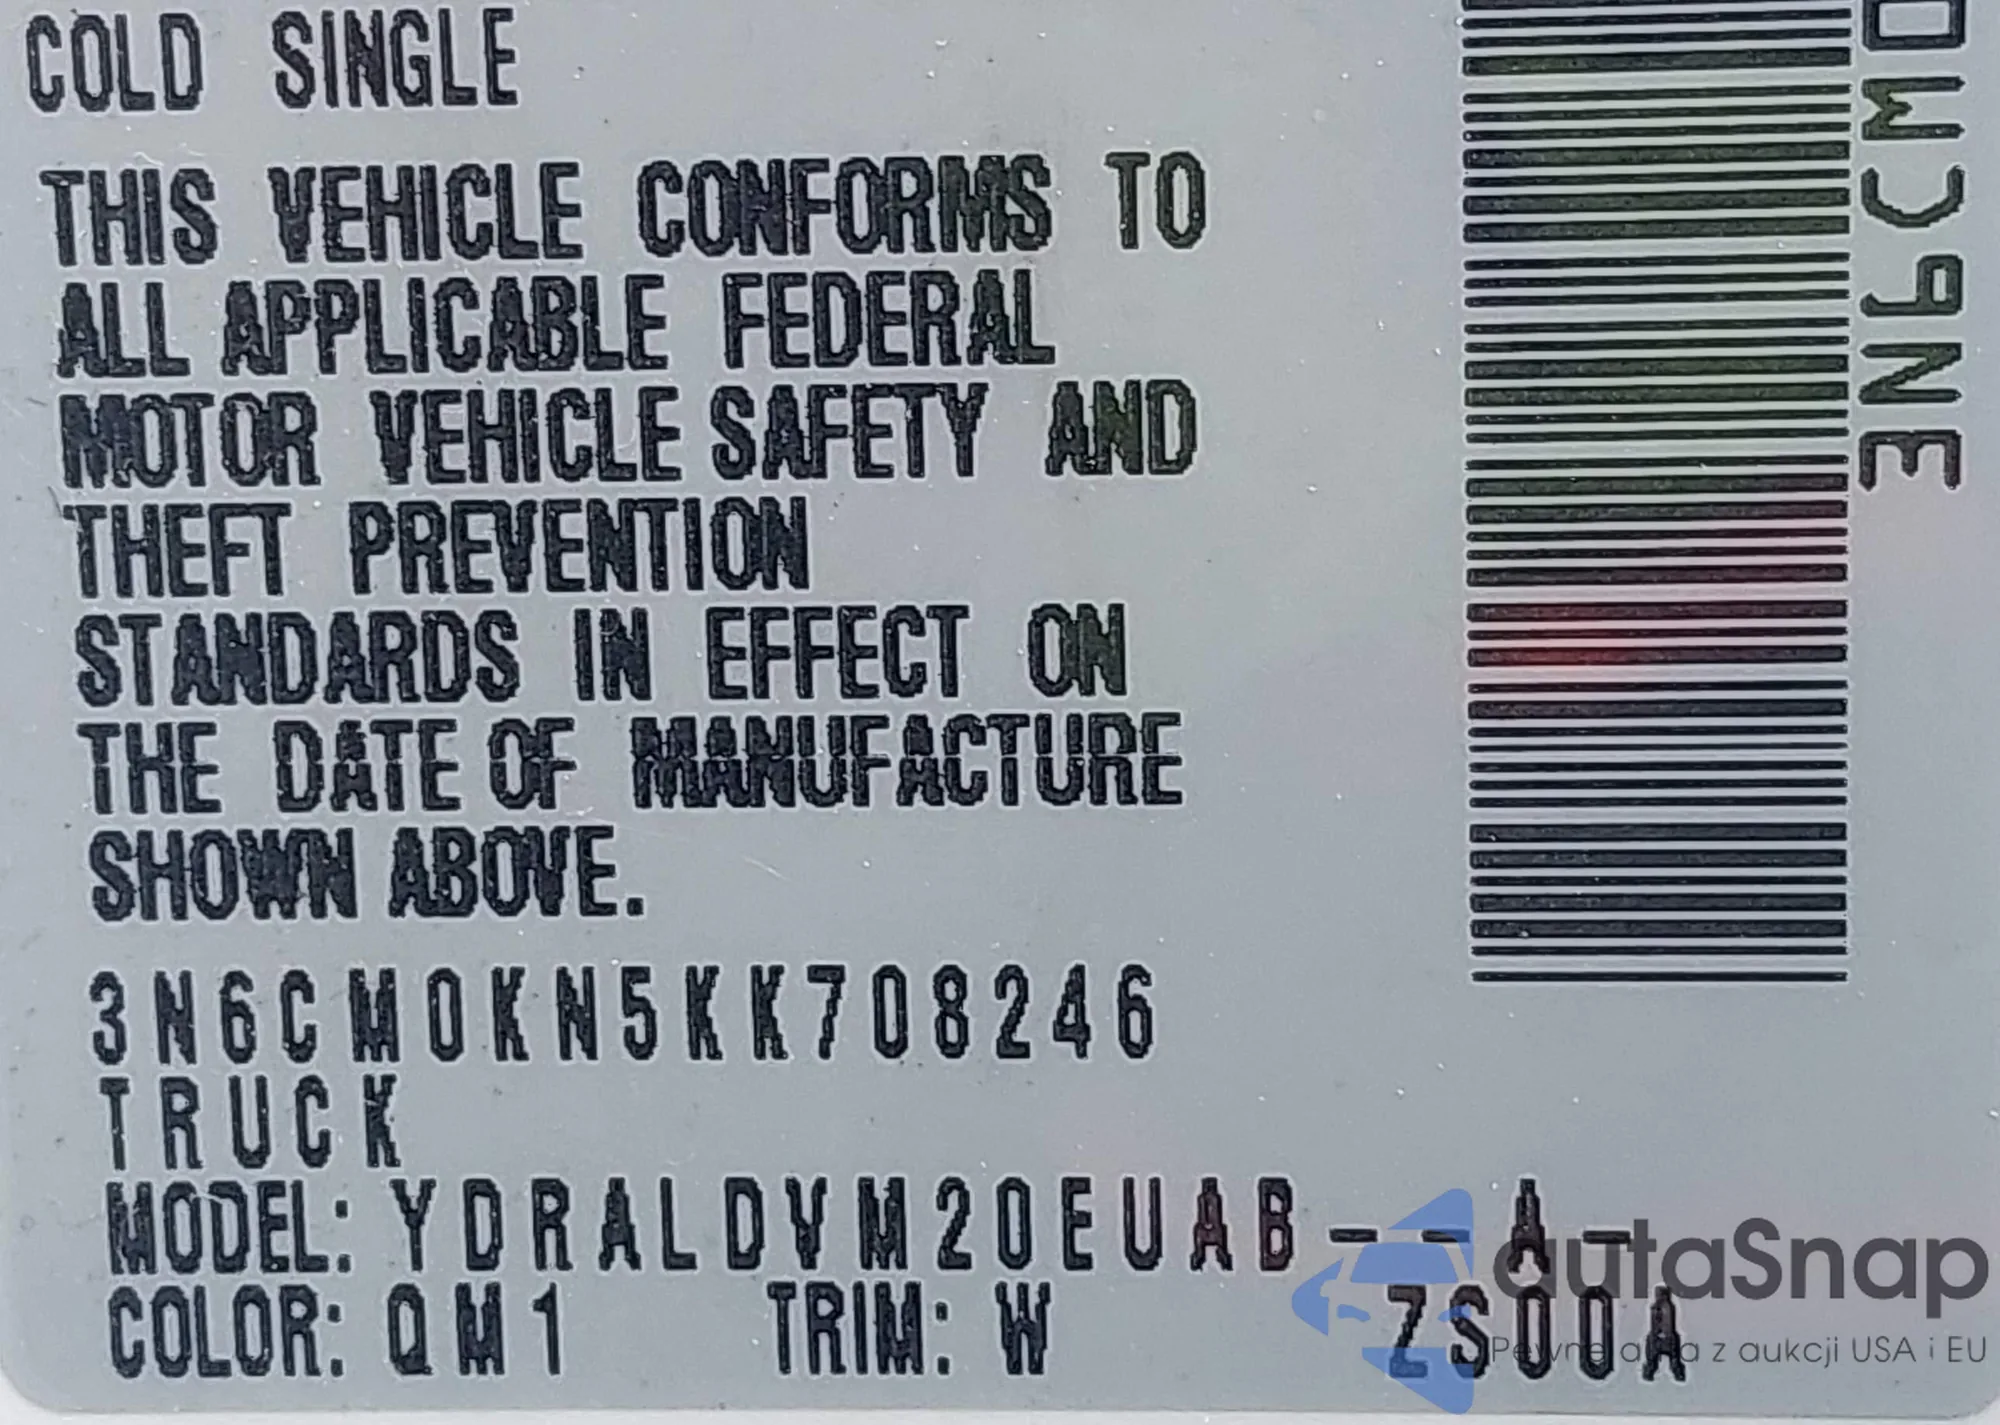 COLD SINGLE
THIS VEHICLE CONFORMS TO
ALL APPLICABLE FEDERAL
MOTOR VEHICLE SAFETY AND
THEFT PREVENTION
STANDARDS IN EFFECT ON
THE DATE OF MANUFACTURE
SHOWN ABOVE.
3N6CM0KN5KK708246
TRUCK
MODEL: YDRALDVM20EUAB--A-
COLOR: QM1 TRIM: W ZS00A
autaSnap
Pewne auta z aukcji USA i EU